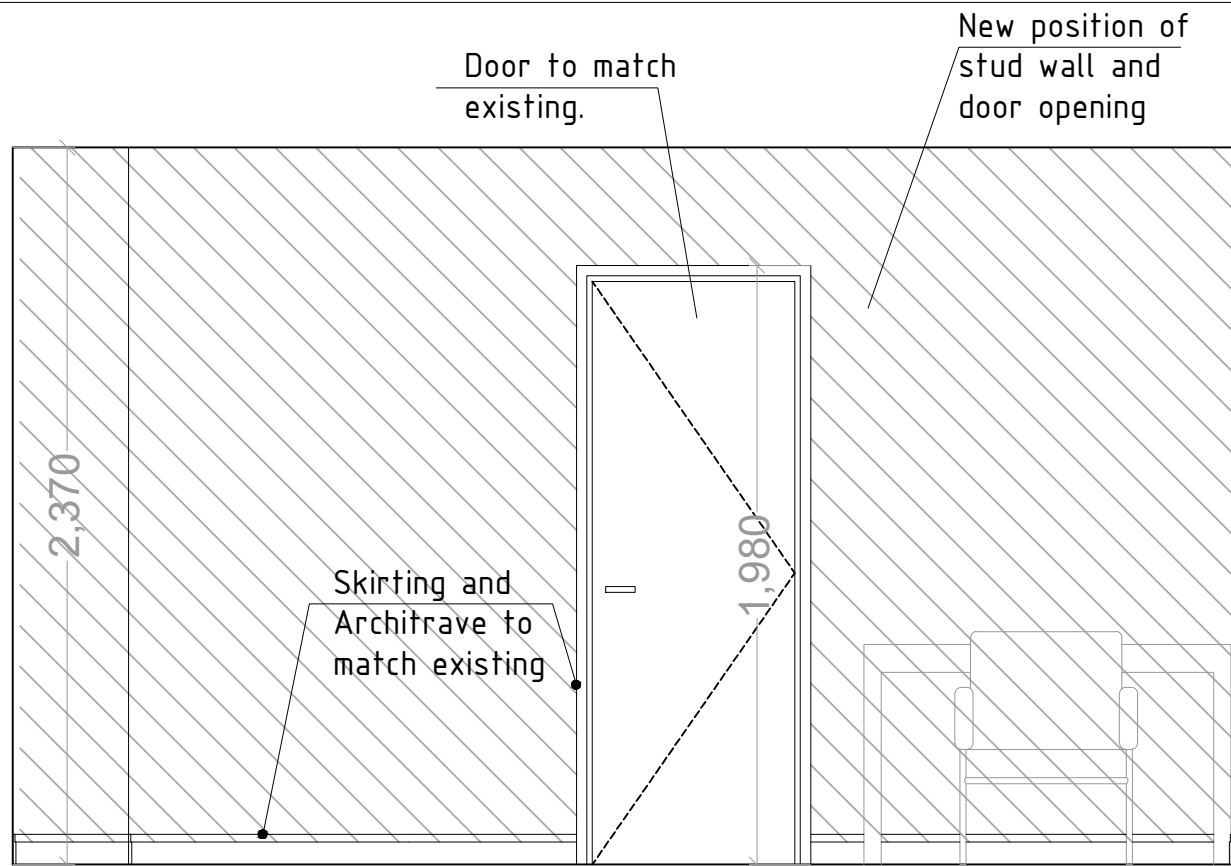 New position of
stud wall and
door opening
Door to match
existing.
2,370
1,980
Skirting and
Architrave to
match existing